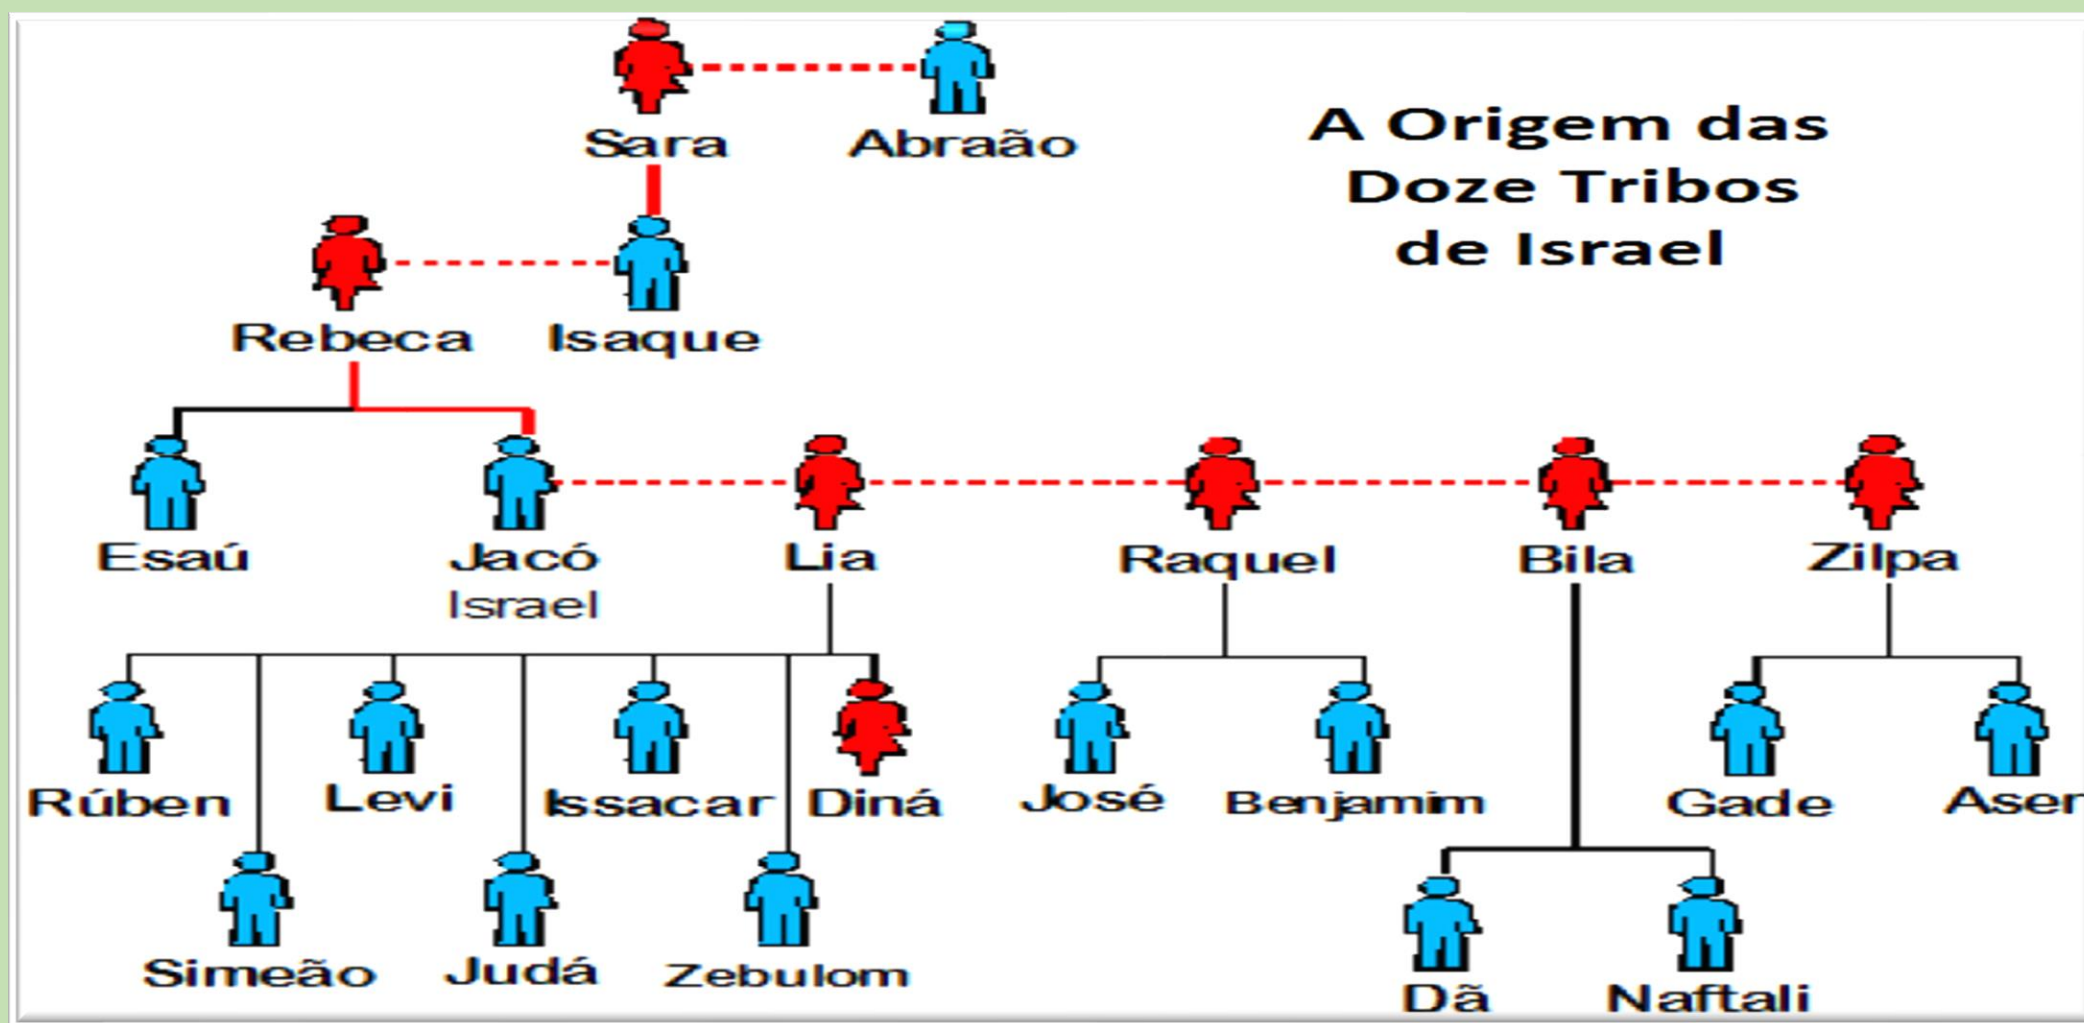 Sara Abraão
A Origem das
Doze Tribos
de Israel
Rebeca Isaque
Esaú Jacó Lia Raquel Bila Zilpa
Israel
Rúben Levi Issacar Diná José Benjamim Gade Aser
Simeão Judá Zebulom
Dã Naftali